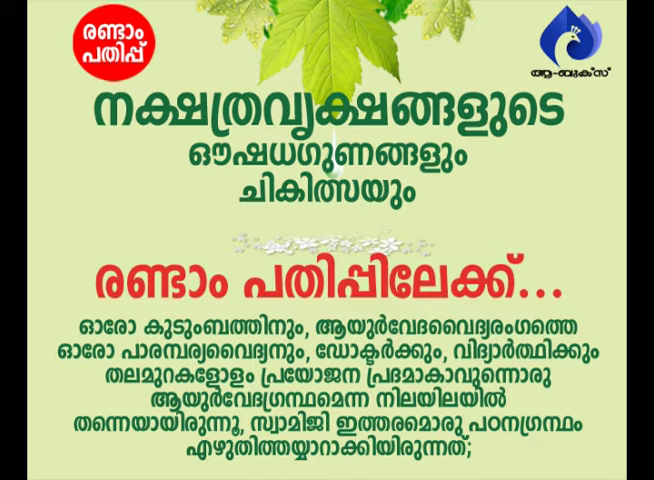 രണ്ടാം
പതിപ്പ്
ആ-ബുക്സ്
നക്ഷത്രവൃക്ഷങ്ങളുടെ
ഔഷധഗുണങ്ങളും
ചികിത്സയും
രണ്ടാം പതിപ്പിലേക്ക്...
ഓരോ കുടുംബത്തിനും, ആയുർവേദവൈദ്യരംഗത്തെ
ഓരോ പാരമ്പര്യവൈദ്യനും, ഡോക്ടർക്കും, വിദ്യാർത്ഥിക്കും
തലമുറകളോളം പ്രയോജന പ്രദമാകാവുന്നൊരു
ആയുർവേദഗ്രന്ഥമെന്ന നിലയിലയിൽ
തന്നെയായിരുന്നൂ, സ്വാമിജി ഇത്തരമൊരു പഠനഗ്രന്ഥം
എഴുതിത്തയ്യാറാക്കിയിരുന്നത്;